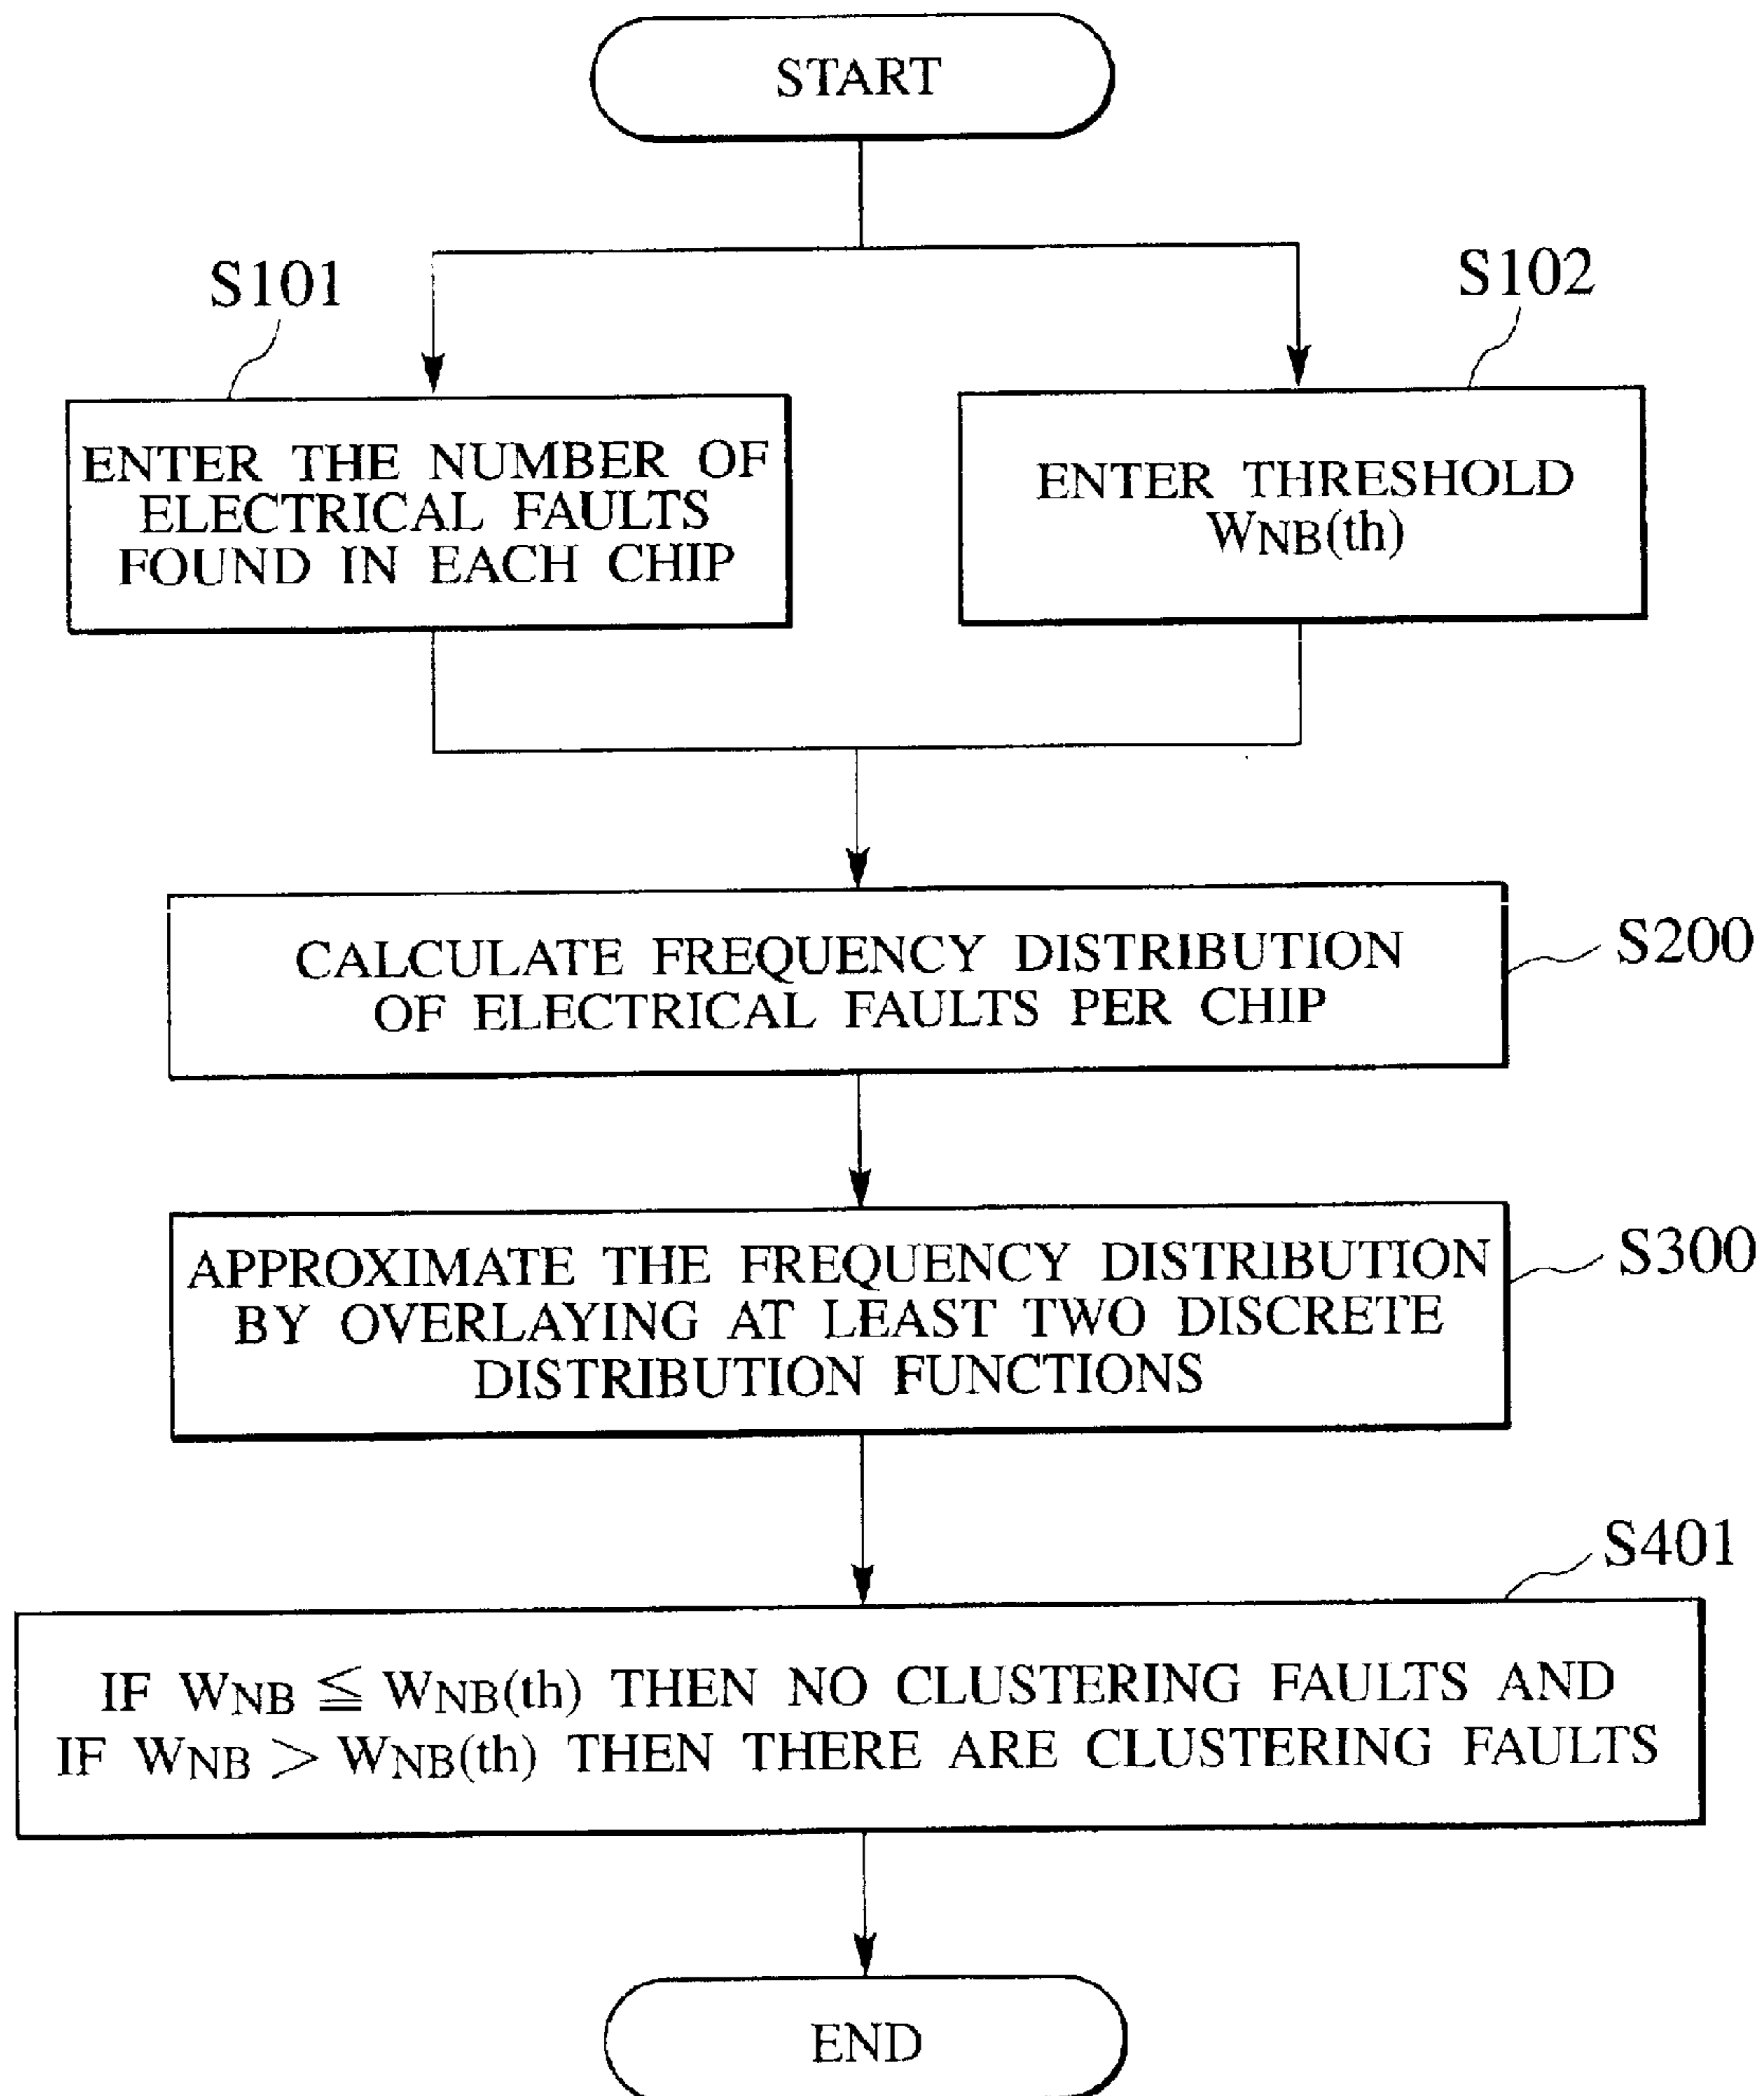 START
S101
S102
ENTER THE NUMBER OF
ELECTRICAL FAULTS
FOUND IN EACH CHIP
ENTER THRESHOLD
WNB(th)
CALCULATE FREQUENCY DISTRIBUTION
OF ELECTRICAL FAULTS PER CHIP
S200
APPROXIMATE THE FREQUENCY DISTRIBUTION
BY OVERLAYING AT LEAST TWO DISCRETE
DISTRIBUTION FUNCTIONS
S300
S401
IF WNB ≦ WNB(th) THEN NO CLUSTERING FAULTS AND
IF WNB > WNB(th) THEN THERE ARE CLUSTERING FAULTS
END